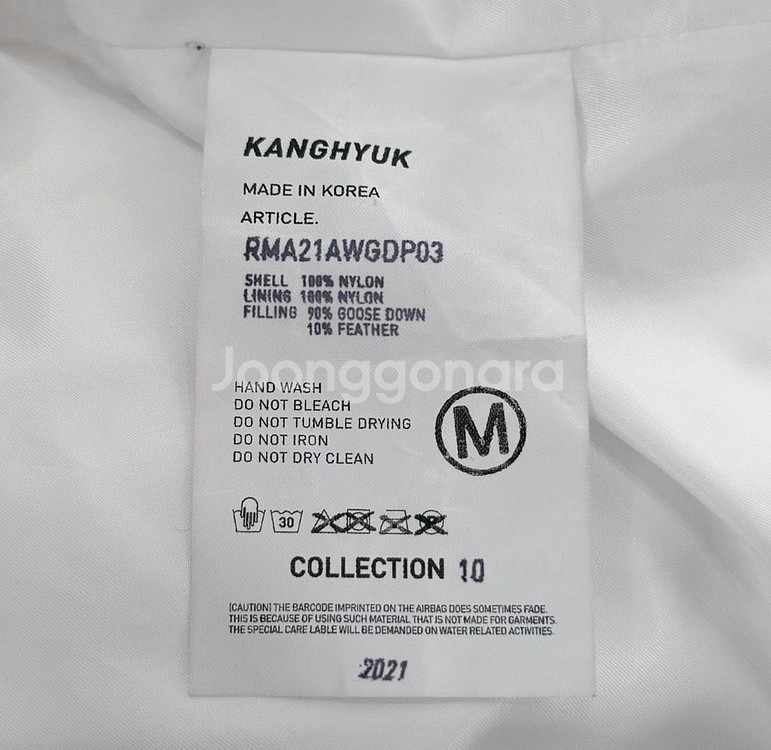 KANGHYUK
MADE IN KOREA
ARTICLE.
RMA21AWGDP03
SHELL 100% NYLON
LINING 100% NYLON
FILLING 90% GOOSE DOWN
10% FEATHER
Joonggonara
HAND WASH
DO NOT BLEACH
DO NOT TUMBLE DRYING
DO NOT IRON
DO NOT DRY CLEAN
M
30
COLLECTION 10
(CAUTION) THE BARCODE IMPRINTED ON THE AIRBAG DOES SOMETIMES FADE.
THIS IS BECAUSE OF USING SUCH MATERIAL THAT IS NOT MADE FOR GARMENTS.
THE SPECIAL CARE LABLE WILL BE DEMANDED ON WATER RELATED ACTIVITIES.
2021